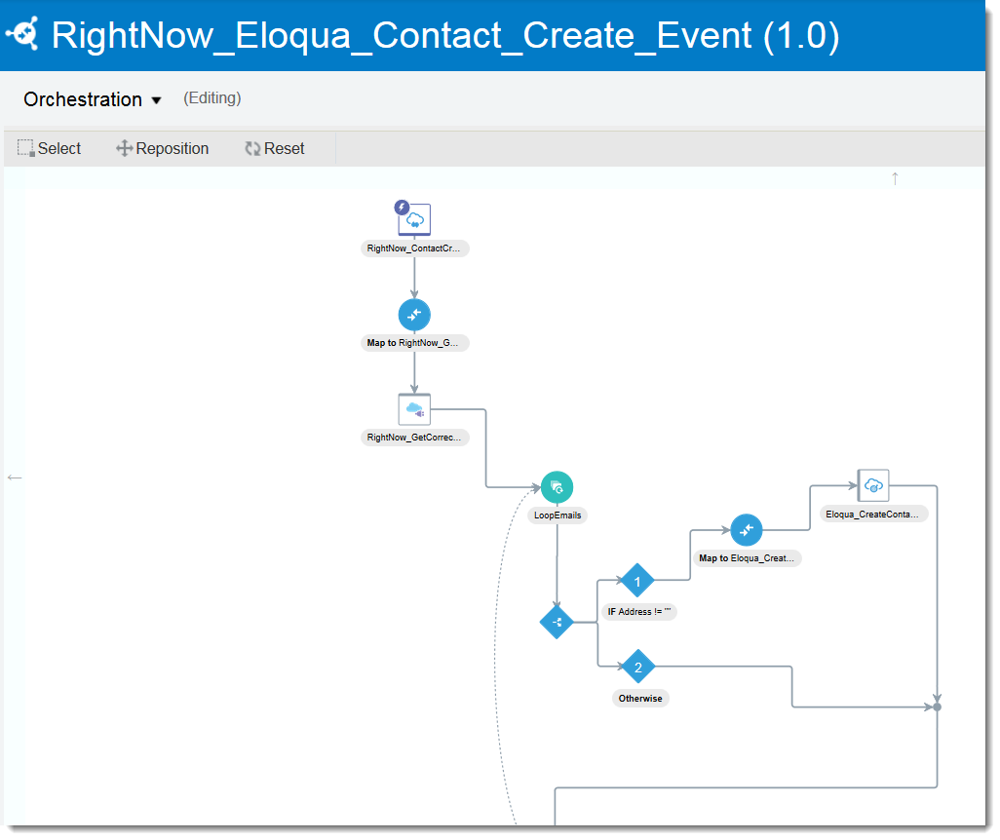 RightNow_Eloqua_Contact_Create_Event (1.0)
Orchestration (Editing)
Select Reposition Reset
RightNow_ContactCr...
Map to RightNow_G...
RightNow_GetCorrec...
LoopEmails
Eloqua_CreateConta...
Map to Eloqua_Creat...
1
IF Address != ""
2
Otherwise